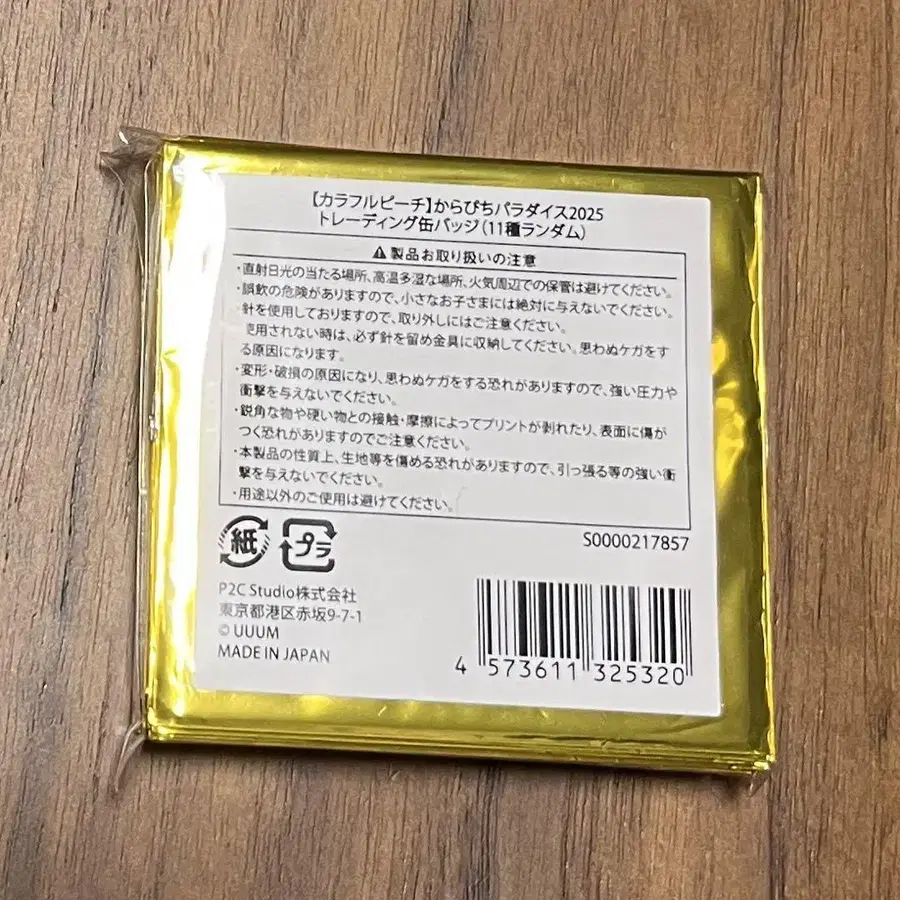 【カラフルピーチ】からぴちパラダイス2025
トレーディング缶バッジ(11種ランダム)
⚠製品お取り扱いの注意
・直射日光の当たる場所、高温多湿な場所、火気周辺での保管は避けてください。
・誤飲の危険がありますので、小さなお子さまには絶対に与えないでください。
針を使用しておりますので、取り外しにはご注意ください。
使用されない時は、必ず針を留め金具に収納してください。思わぬケガをす
る原因になります。
・変形・破損の原因になり、思わぬケガをする恐れがありますので、強い圧力や
衝撃を与えないでください。
・鋭角な物や硬い物との接触・摩擦によってプリントが剥れたり、表面に傷が
つく恐れがありますのでご注意ください。
・本製品の性質上、生地等を傷める恐れがありますので、引っ張る等の強い衝
撃を与えないでください。
・用途以外のご使用は避けてください。
S0000217857
紙 プラ
P2C Studio株式会社
東京都港区赤坂9-7-1
© UUUM
MADE IN JAPAN
4 573611 325320